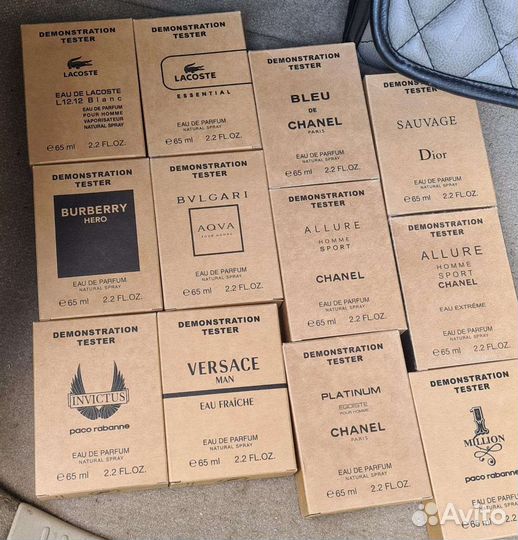 DEMONSTRATION
TESTER
LACOSTE
EAU DE LACOSTE
L.12.12 Blanc
EAU DE PARFUM
POUR HOMME
VAPORISATEUR
NATURAL SPRAY
℮ 65 ml 2.2 FL.OZ.
DEMONSTRATION
TESTER
LACOSTE
ESSENTIAL
EAU DE PARFUM
NATURAL SPRAY
℮ 65 ml 2.2 FL.OZ.
DEMONSTRATION
TESTER
BLEU
DE
CHANEL
PARIS
EAU DE PARFUM
NATURAL SPRAY
℮ 65 ml 2.2 FL.OZ.
DEMONSTRATION
TESTER
SAUVAGE
Dior
EAU DE PARFUM
NATURAL SPRAY
℮ 65 ml 2.2 FL.OZ.
DEMONSTRATION
TESTER
BURBERRY
HERO
EAU DE PARFUM
NATURAL SPRAY
℮ 65 ml 2.2 FL.OZ.
DEMONSTRATION
TESTER
BVLGARI
AQVA
POUR HOMME
EAU DE PARFUM
NATURAL SPRAY
℮ 65 ml 2.2 FL.OZ.
DEMONSTRATION
TESTER
ALLURE
HOMME
SPORT
CHANEL
EAU DE PARFUM
NATURAL SPRAY
℮ 65 ml 2.2 FL.OZ.
DEMONSTRATION
TESTER
ALLURE
HOMME
SPORT
CHANEL
EAU EXTRÊME
EAU DE PARFUM
NATURAL SPRAY
℮ 65 ml 2.2 FL.OZ.
DEMONSTRATION
TESTER
INVICTUS
paco rabanne
EAU DE PARFUM
NATURAL SPRAY
℮ 65 ml 2.2 FL.OZ.
DEMONSTRATION
TESTER
VERSACE
MAN
EAU FRAÎCHE
EAU DE PARFUM
NATURAL SPRAY
℮ 65 ml 2.2 FL.OZ.
DEMONSTRATION
TESTER
PLATINUM
EGOISTE
POUR HOMME
CHANEL
PARIS
EAU DE PARFUM
NATURAL SPRAY
℮ 65 ml 2.2 FL.OZ.
DEMONSTRATION
TESTER
1
MILLION
paco rabanne
EAU DE PARFUM
NATURAL SPRAY
Avito